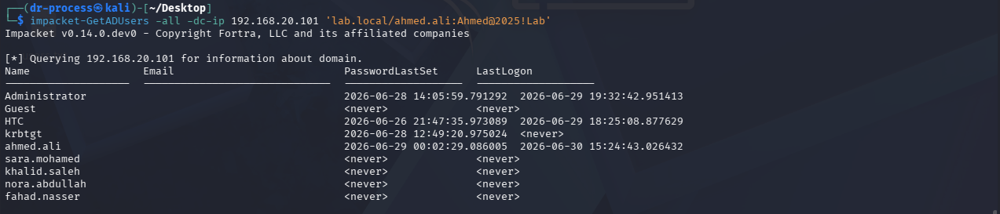 ┌──(dr-process㉿kali)-[~/Desktop]
└─$ impacket-GetADUsers -all -dc-ip 192.168.20.101 'lab.local/ahmed.ali:Ahmed@2025!Lab'
Impacket v0.14.0.dev0 - Copyright Fortra, LLC and its affiliated companies

[*] Querying 192.168.20.101 for information about domain.
Name                  Email                           PasswordLastSet      LastLogon
--------------------  ------------------------------  -------------------  -------------------
Administrator                                         2026-06-28 14:05:59.791292  2026-06-29 19:32:42.951413
Guest                                                 <never>              <never>
HTC                                                   2026-06-26 21:47:35.973089  2026-06-29 18:25:08.877629
krbtgt                                                2026-06-28 12:49:20.975024  <never>
ahmed.ali                                             2026-06-29 00:02:29.086005  2026-06-30 15:24:43.026432
sara.mohamed                                          <never>              <never>
khalid.saleh                                          <never>              <never>
nora.abdullah                                         <never>              <never>
fahad.nasser                                          <never>              <never>